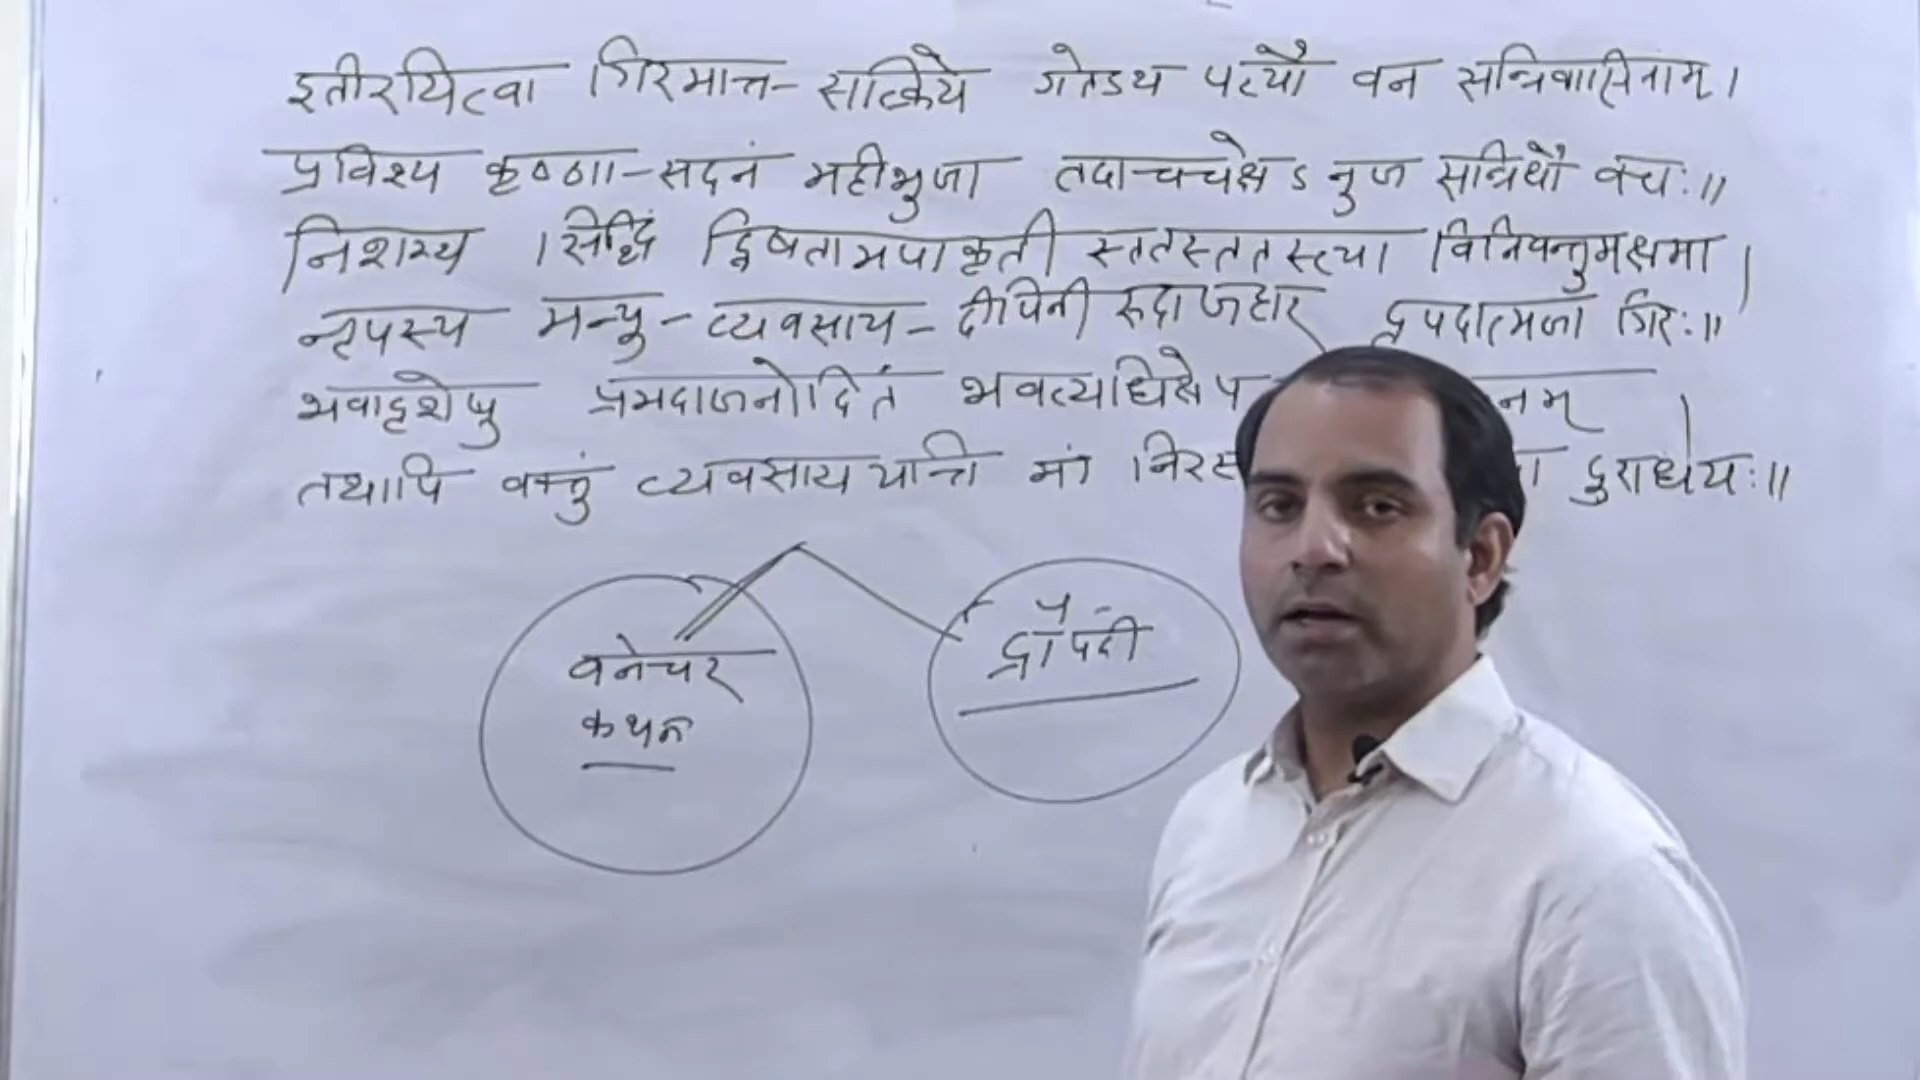 इतीरयित्वा गिरमात्त-सत्क्रिये गतेऽथ पत्यौ वन सन्निवासिनाम्।
प्रविश्य कृष्णा-सदनं महीभुजा तदाचचक्षेऽनुज सन्निधौ वचः॥
निशम्य सिद्धिं द्विषतामपाकृती स्ततस्ततस्त्या विनियन्तुमक्षमा।
नृपस्य मन्यु-व्यवसाय-दीपिनी रुदाजहार द्रुपदात्मजा गिरः॥
भवादृशेषु प्रमदाजनोदितं भवत्यधिक्षेप नम्।
तथापि वक्तुं व्यवसाययन्ति मां निरस दुराधयः॥
वनेचर
कथन
द्रौपदी